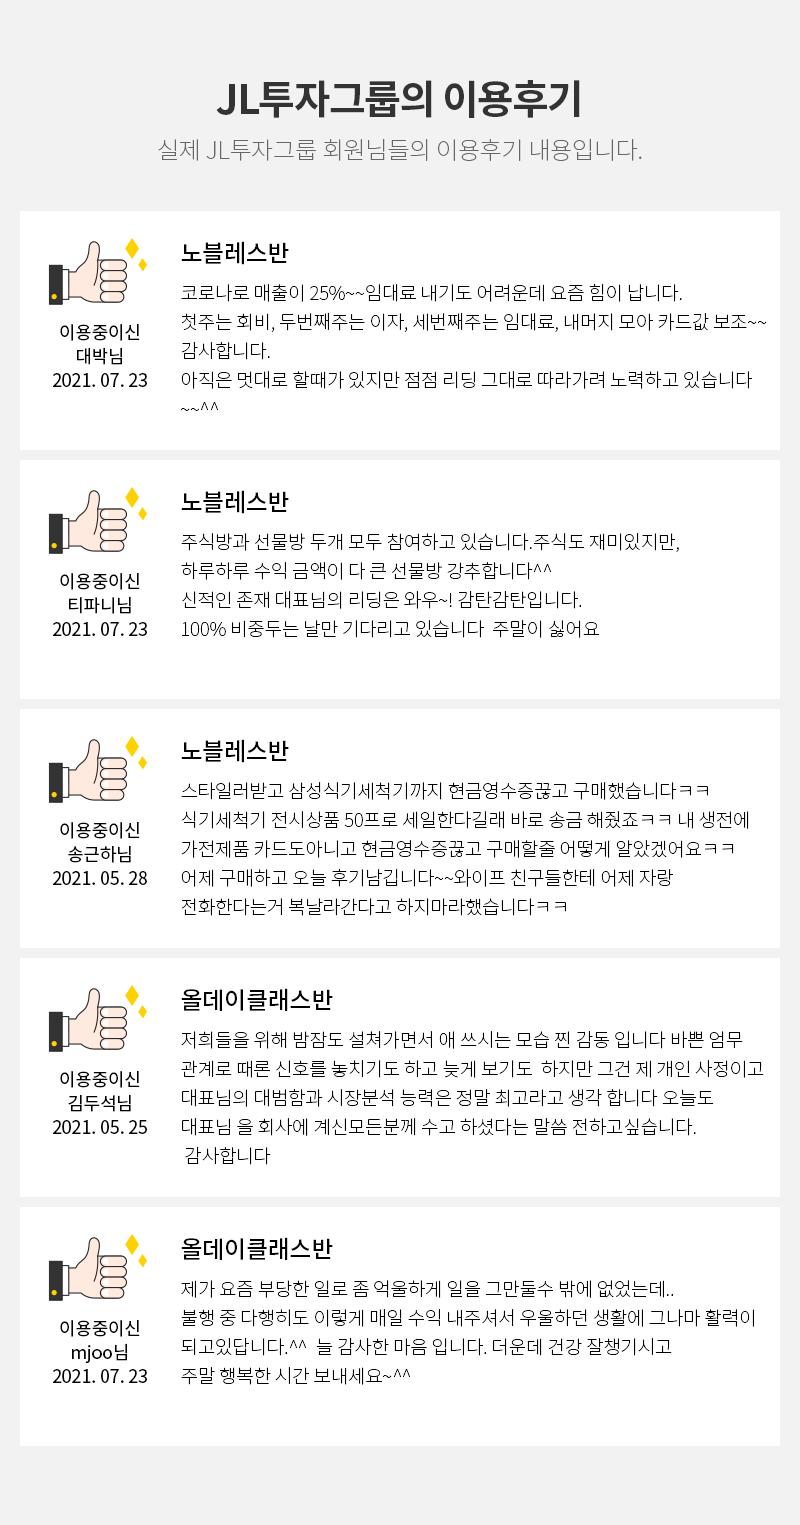 JL투자그룹의 이용후기
실제 JL투자그룹 회원님들의 이용후기 내용입니다.
이용중이신
대박님
2021. 07. 23
노블레스반
코로나로 매출이 25%~~임대료 내기도 어려운데 요즘 힘이 납니다.
첫주는 회비, 두번째주는 이자, 세번째주는 임대료, 내머지 모아 카드값 보조~~
감사합니다.
아직은 멋대로 할때가 있지만 점점 리딩 그대로 따라가려 노력하고 있습니다
~~^^
이용중이신
티파니님
2021. 07. 23
노블레스반
주식방과 선물방 두개 모두 참여하고 있습니다.주식도 재미있지만,
하루하루 수익 금액이 다 큰 선물방 강추합니다^^
신적인 존재 대표님의 리딩은 와우~! 감탄감탄입니다.
100% 비중두는 날만 기다리고 있습니다  주말이 싫어요
이용중이신
송근하님
2021. 05. 28
노블레스반
스타일러받고 삼성식기세척기까지 현금영수증끊고 구매했습니다ㅋㅋ
식기세척기 전시상품 50프로 세일한다길래 바로 송금 해줬죠ㅋㅋ 내 생전에
가전제품 카드도아니고 현금영수증끊고 구매할줄 어떻게 알았겠어요ㅋㅋ
어제 구매하고 오늘 후기남깁니다~~와이프 친구들한테 어제 자랑
전화한다는거 복날라간다고 하지마라했습니다ㅋㅋ
이용중이신
김두석님
2021. 05. 25
올데이클래스반
저희들을 위해 밤잠도 설쳐가면서 애 쓰시는 모습 찐 감동 입니다 바쁜 엄무
관계로 때론 신호를 놓치기도 하고 늦게 보기도  하지만 그건 제 개인 사정이고
대표님의 대범함과 시장분석 능력은 정말 최고라고 생각 합니다 오늘도
대표님 을 회사에 계신모든분께 수고 하셨다는 말씀 전하고싶습니다.
감사합니다
이용중이신
mjoo님
2021. 07. 23
올데이클래스반
제가 요즘 부당한 일로 좀 억울하게 일을 그만둘수 밖에 없었는데..
불행 중 다행히도 이렇게 매일 수익 내주셔서 우울하던 생활에 그나마 활력이
되고있답니다.^^  늘 감사한 마음 입니다. 더운데 건강 잘챙기시고
주말 행복한 시간 보내세요~^^